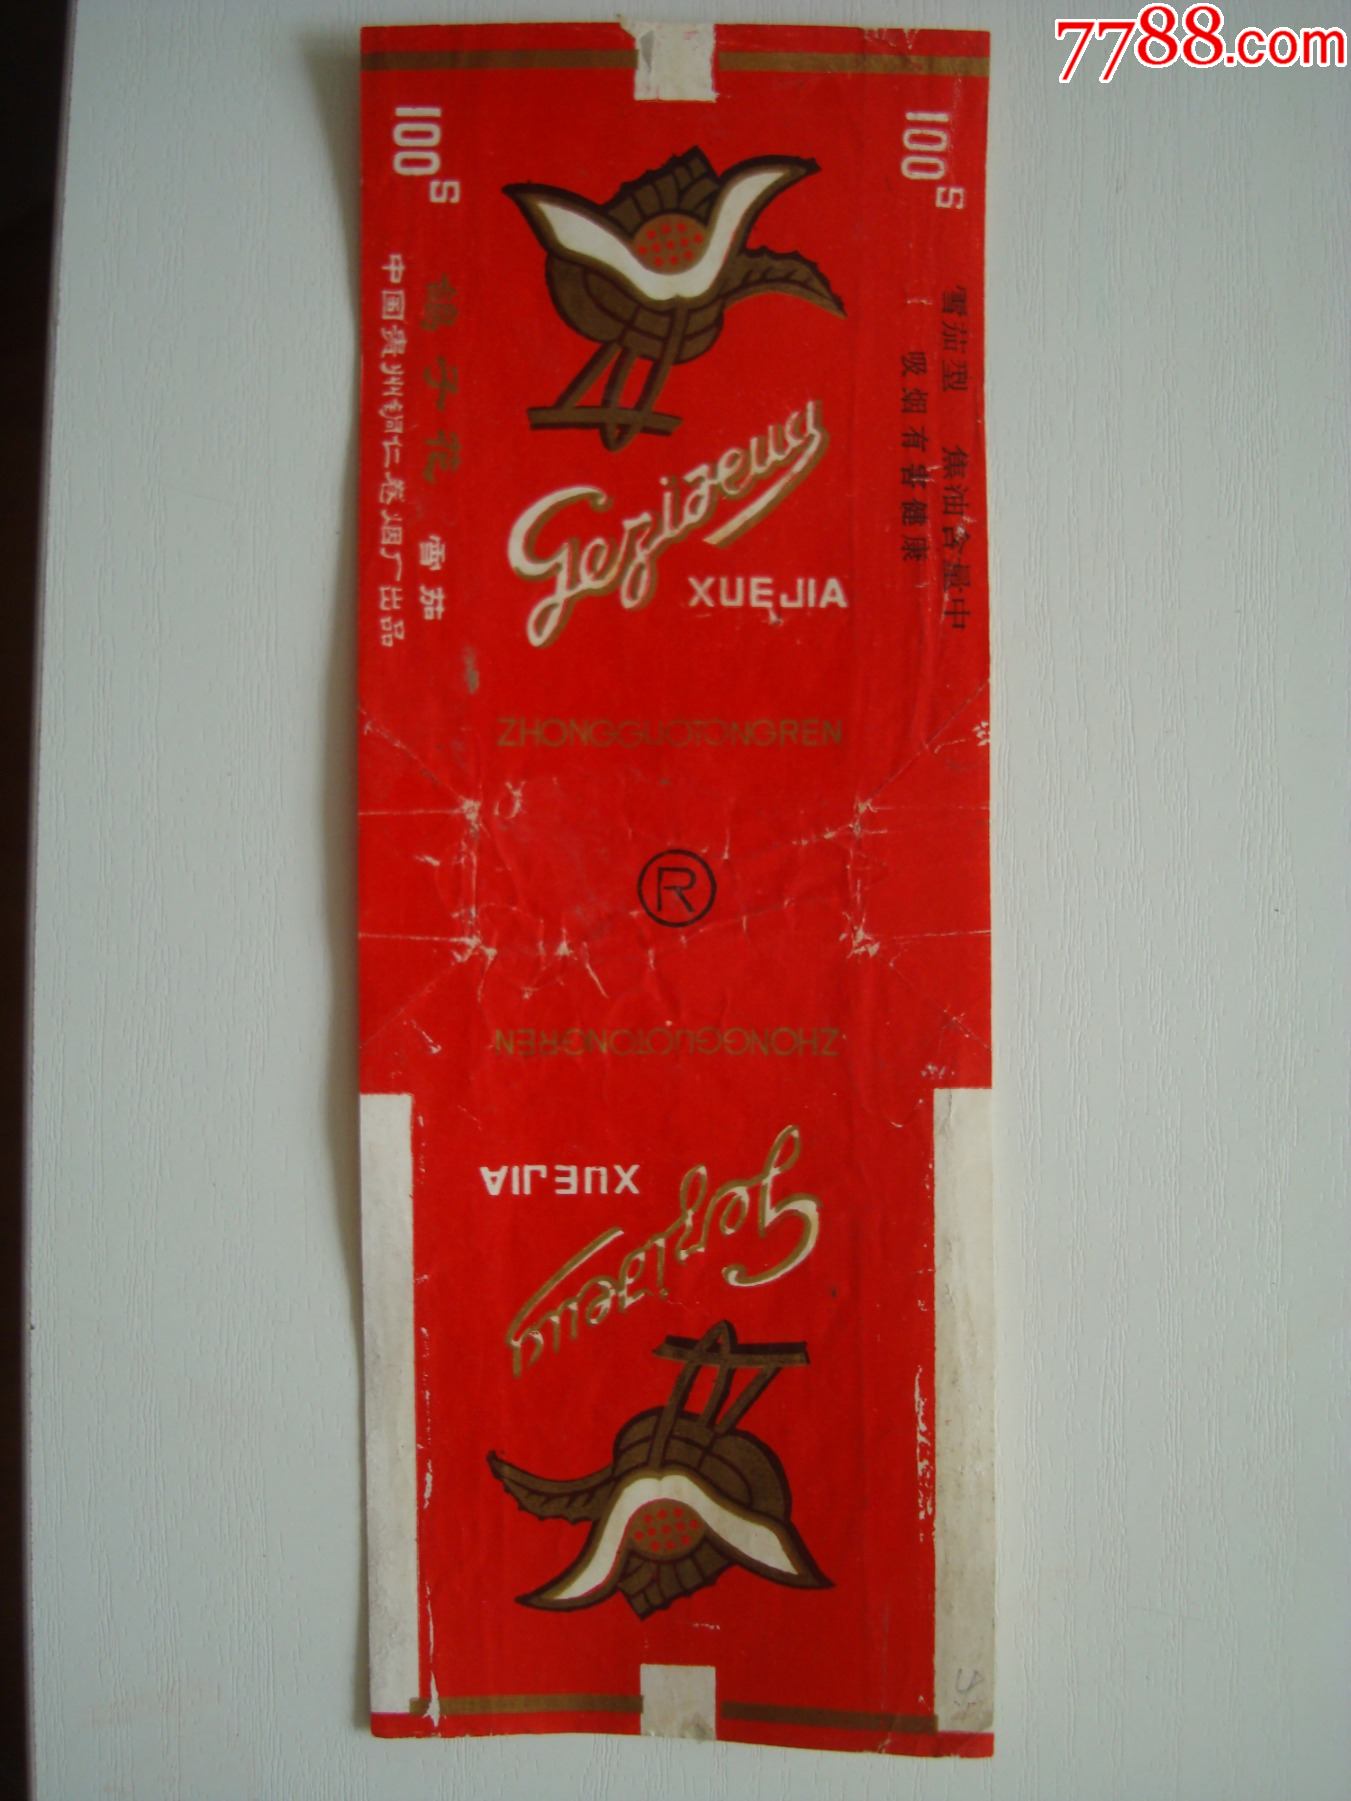 7788.com
100S
100S
鸽子花 雪茄
中国贵州铜仁卷烟厂出品
雪茄型 焦油含量中
吸烟有害健康
Gezizeug
XUEJIA
ZHONGGUOTONGREN
R
ZHONGGUOTONGREN
XUEJIA
Gezizeug